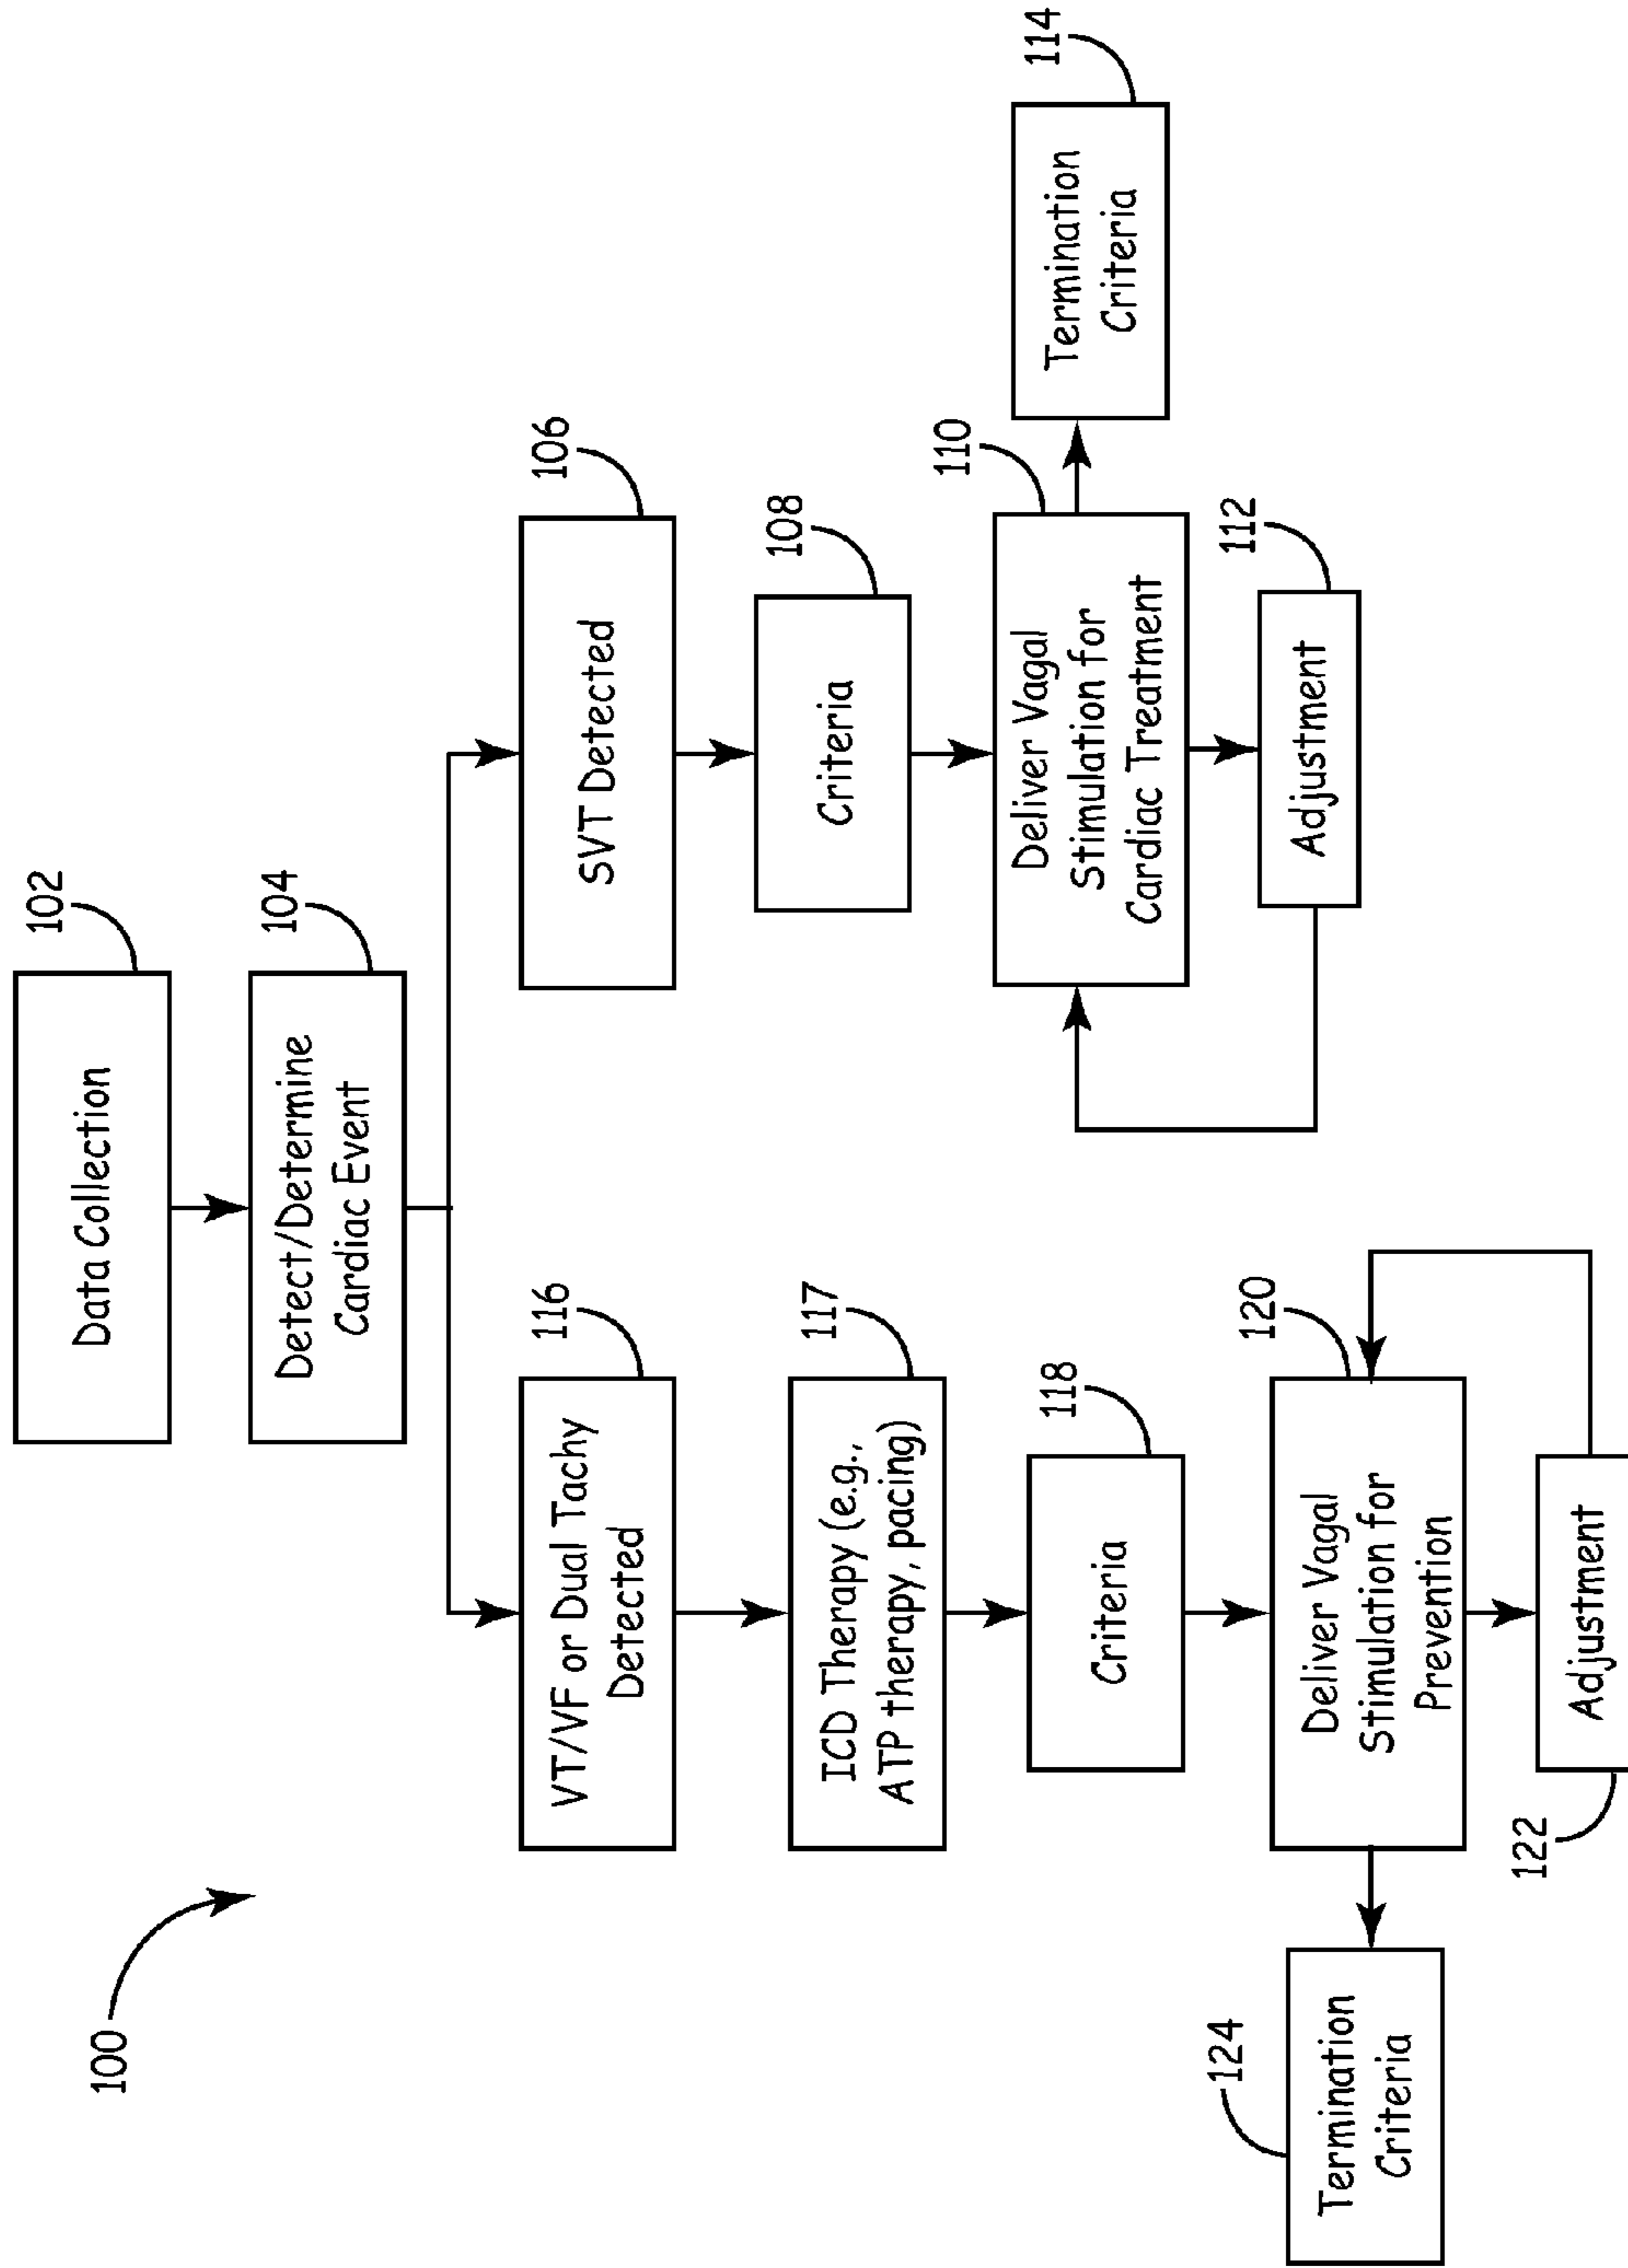 100
102
Data Collection
104
Detect/Determine
Cardiac Event
116
VT/VF or Dual Tachy
Detected
117
ICD Therapy (e.g.,
ATP therapy, pacing)
118
Criteria
120
Deliver Vagal
Stimulation for
Prevention
122
Adjustment
124
Termination
Criteria
106
SVT Detected
108
Criteria
110
Deliver Vagal
Stimulation for
Cardiac Treatment
112
Adjustment
114
Termination
Criteria